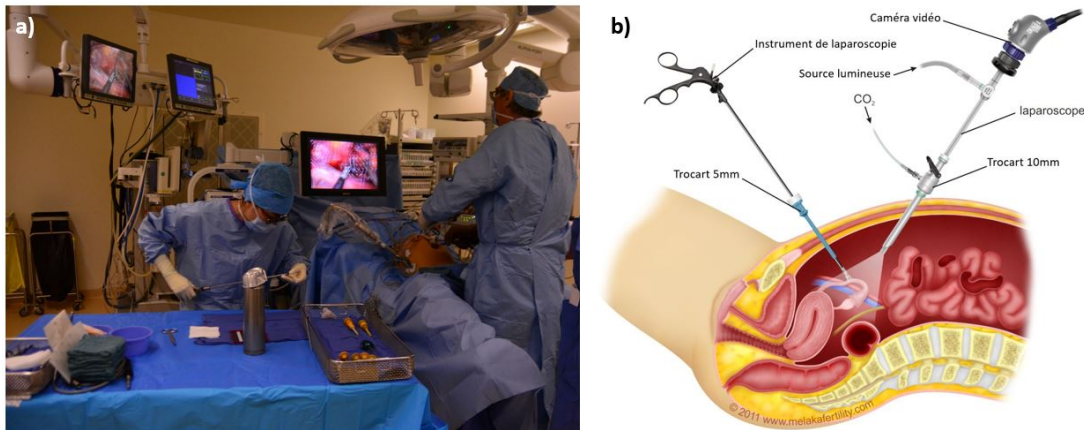 a)
b)
Caméra vidéo
Instrument de laparoscopie
Source lumineuse
CO₂
laparoscope
Trocart 10mm
Trocart 5mm
© 2011 www.melakafertility.com